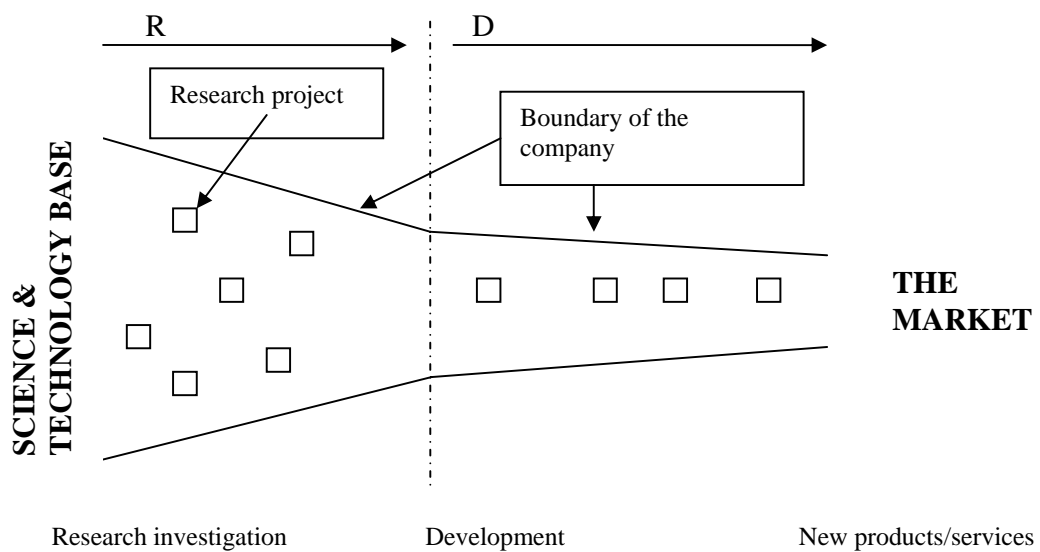 R
D
Research project
Boundary of the
company
SCIENCE &
TECHNOLOGY BASE
THE
MARKET
Research investigation
Development
New products/services